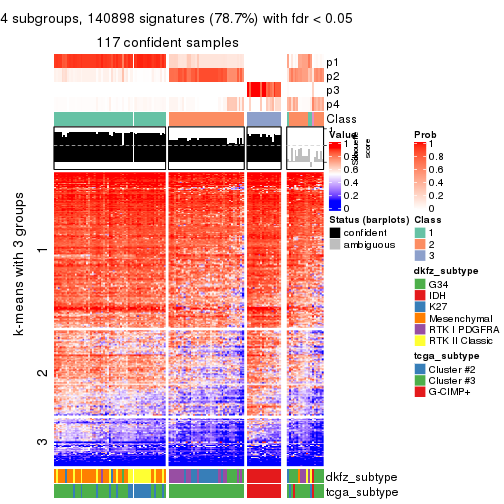 4 subgroups, 140898 signatures (78.7%) with fdr < 0.05
117 confident samples
p1
p2
p3
p4
Class
Silhouette
score
1
k-means with 3 groups
1
2
3
Value
1
0.8
0.6
0.4
0.2
0
Status (barplots)
confident
ambiguous
Prob
1
0.8
0.6
0.4
0.2
0
Class
1
2
3
dkfz_subtype
G34
IDH
K27
Mesenchymal
RTK I PDGFRA
RTK II Classic
tcga_subtype
Cluster #2
Cluster #3
G-CIMP+
dkfz_subtype
tcga_subtype